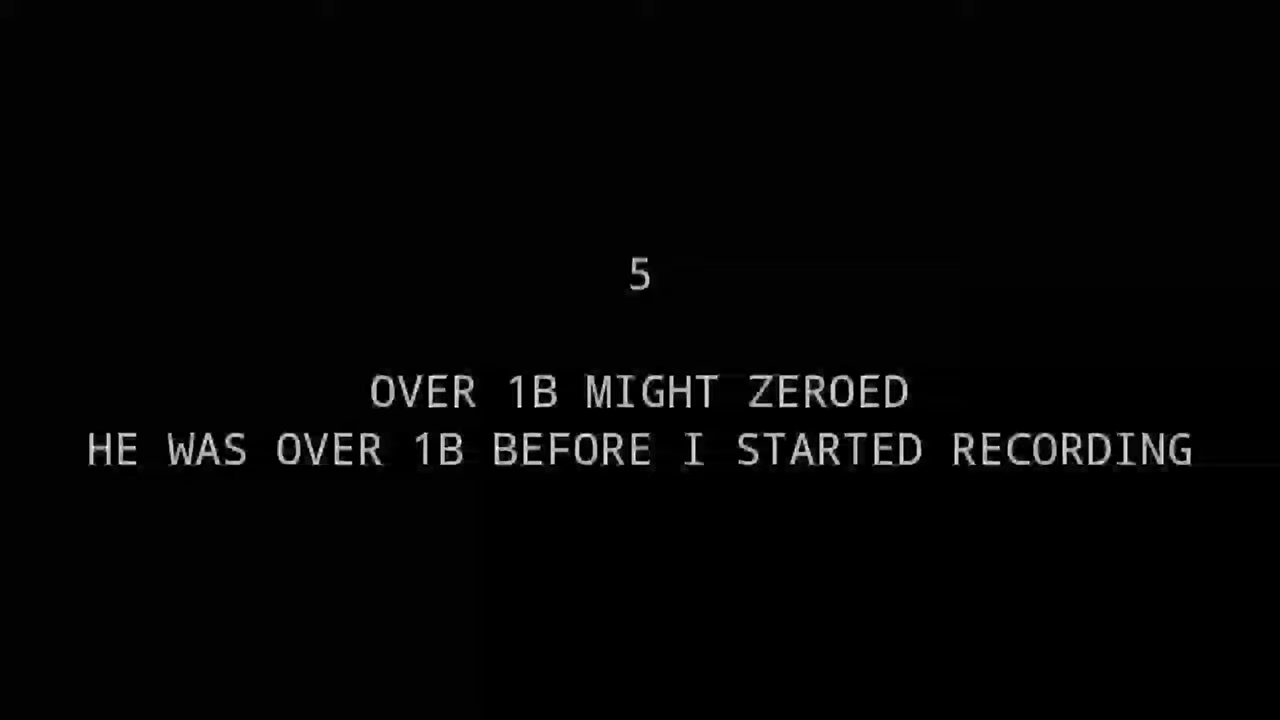 5
OVER 1B MIGHT ZEROED
HE WAS OVER 1B BEFORE I STARTED RECORDING